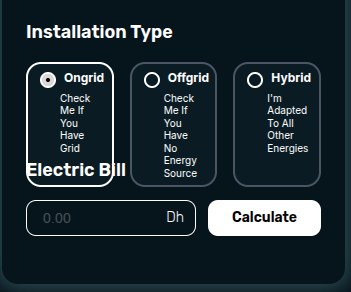 Installation Type
Ongrid
Check
Me If
You
Have
Grid
Offgrid
Check
Me If
You
Have
No
Energy
Source
Hybrid
I'm
Adapted
To All
Other
Energies
Electric Bill
0.00 Dh
Calculate